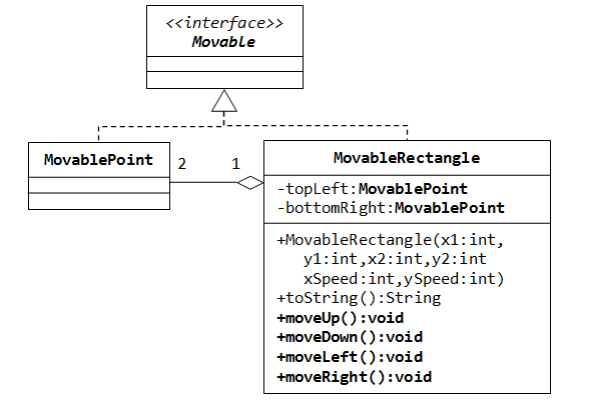 <<interface>>
Movable
MovablePoint
2
1
MovableRectangle
-topLeft:MovablePoint
-bottomRight:MovablePoint
+MovableRectangle(x1:int,
y1:int,x2:int,y2:int
xSpeed:int,ySpeed:int)
+toString():String
+moveUp():void
+moveDown():void
+moveLeft():void
+moveRight():void